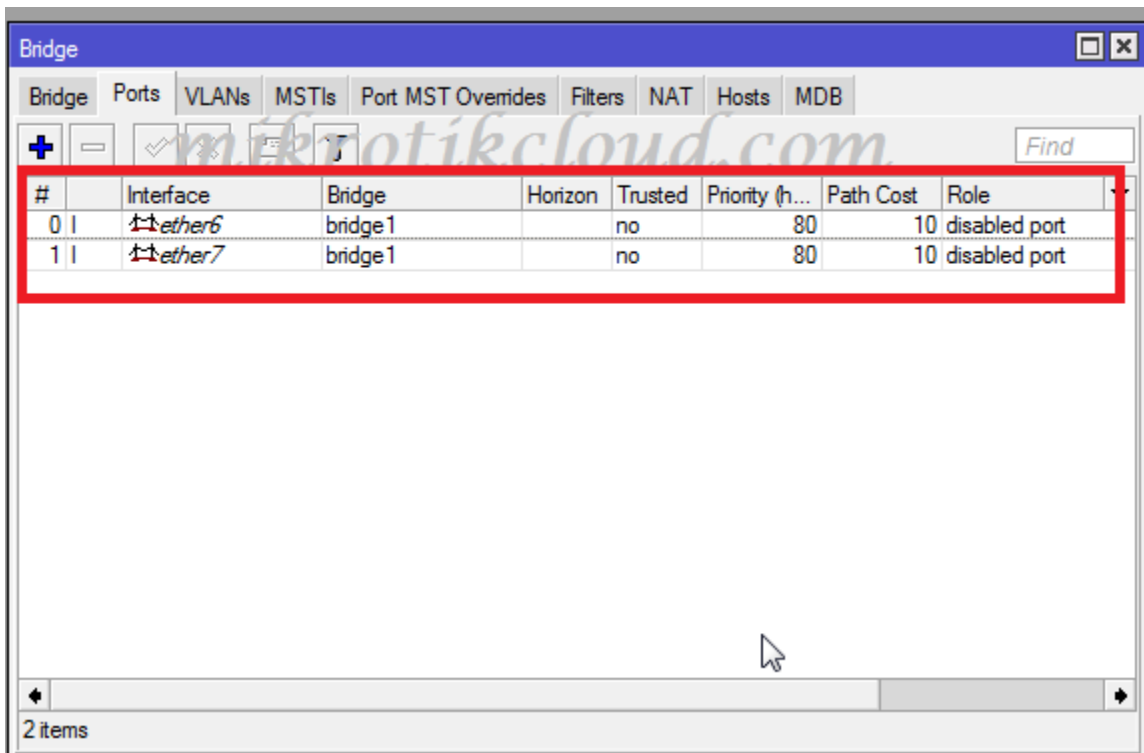 Bridge
Bridge Ports VLANs MSTIs Port MST Overrides Filters NAT Hosts MDB
mikrotikcloud.com
Find
# Interface Bridge Horizon Trusted Priority (h... Path Cost Role
0 I ether6 bridge1 no 80 10 disabled port
1 I ether7 bridge1 no 80 10 disabled port
2 items